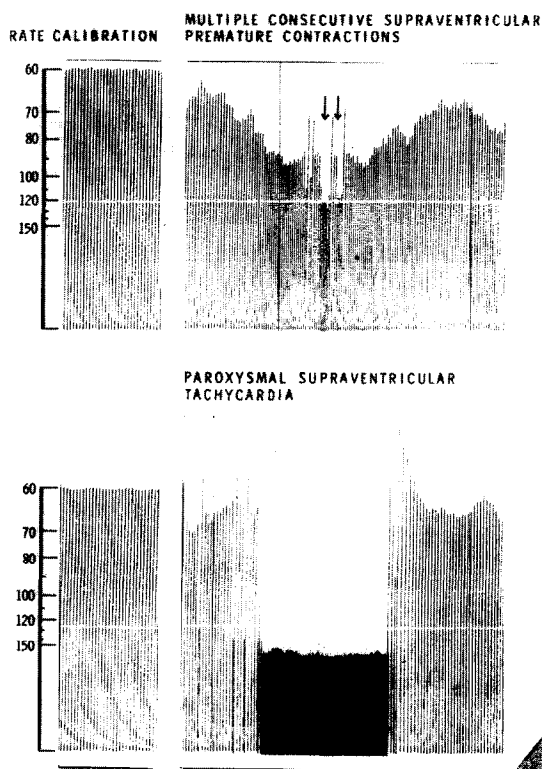 RATE CALIBRATION
MULTIPLE CONSECUTIVE SUPRAVENTRICULAR
PREMATURE CONTRACTIONS
60
70
80
100
120
150
PAROXYSMAL SUPRAVENTRICULAR
TACHYCARDIA
60
70
80
100
120
150